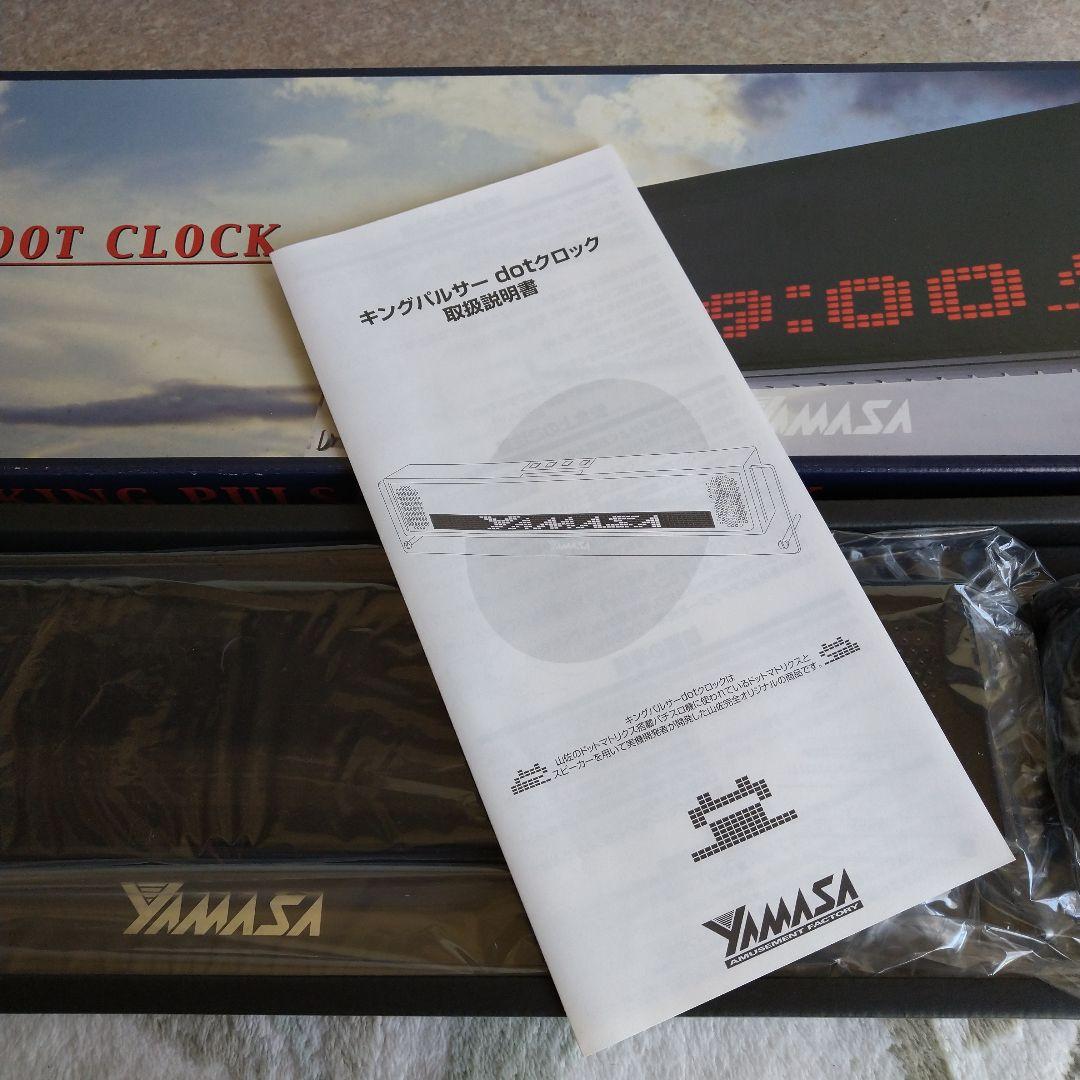 DOT CLOCK
9:00
YAMASA
KING PULS
キングパルサー dotクロック
取扱説明書
YAMASA
キングパルサーdotクロックは
山佐のドットマトリクス搭載パチスロ機に使われているドットマトリクスと
スピーカーを用いて実機開発者が開発した山佐完全オリジナルの商品です。
YAMASA
AMUSEMENT FACTORY
YAMASA